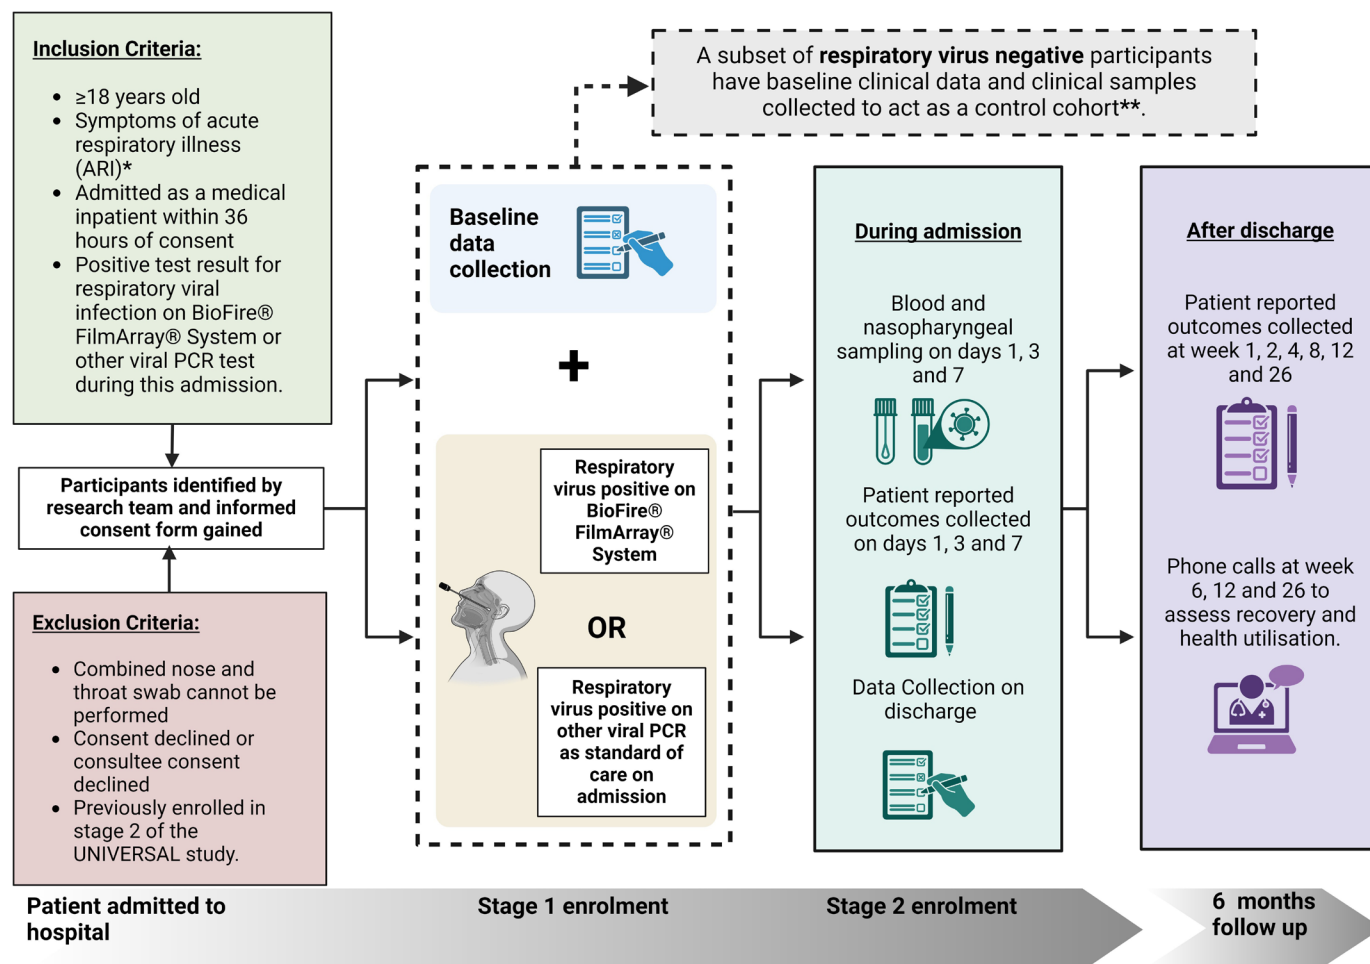 Inclusion Criteria:
• ≥18 years old
• Symptoms of acute
respiratory illness
(ARI)*
• Admitted as a medical
inpatient within 36
hours of consent
• Positive test result for
respiratory viral
infection on BioFire®
FilmArray® System or
other viral PCR test
during this admission.
Participants identified by
research team and informed
consent form gained
Exclusion Criteria:
• Combined nose and
throat swab cannot be
performed
• Consent declined or
consultee consent
declined
• Previously enrolled in
stage 2 of the
UNIVERSAL study.
A subset of respiratory virus negative participants
have baseline clinical data and clinical samples
collected to act as a control cohort**.
Baseline
data
collection
+
Respiratory
virus positive on
BioFire®
FilmArray®
System
OR
Respiratory
virus positive on
other viral PCR
as standard of
care on
admission
During admission
Blood and
nasopharyngeal
sampling on days 1, 3
and 7
Patient reported
outcomes collected
on days 1, 3 and 7
Data Collection on
discharge
After discharge
Patient reported
outcomes collected
at week 1, 2, 4, 8, 12
and 26
Phone calls at week
6, 12 and 26 to
assess recovery and
health utilisation.
Patient admitted to
hospital
Stage 1 enrolment
Stage 2 enrolment
6 months
follow up